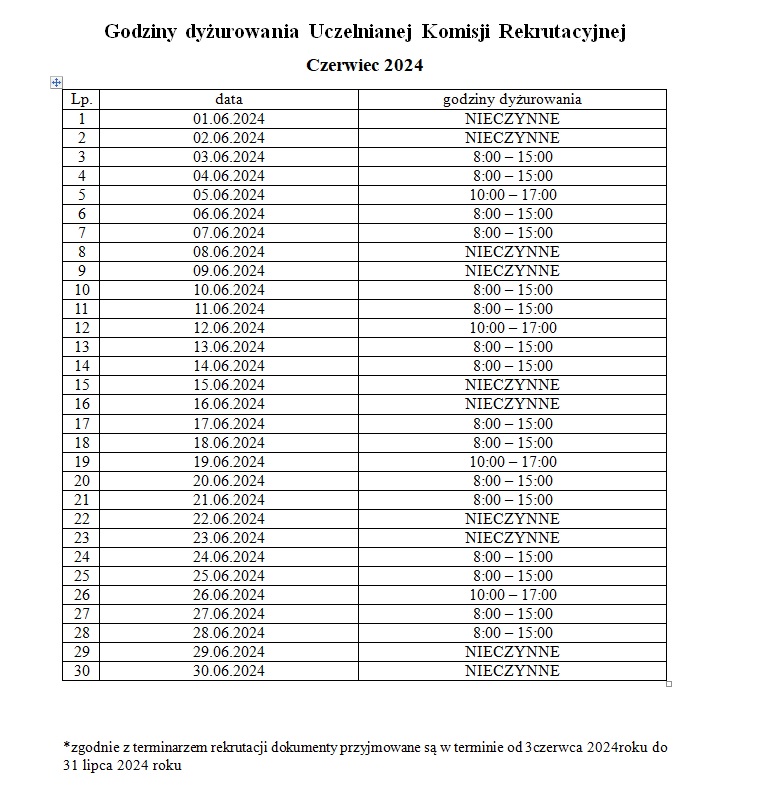 Godziny dyżurowania Uczelnianej Komisji Rekrutacyjnej
Czerwiec 2024
Lp. data godziny dyżurowania
1 01.06.2024 NIECZYNNE
2 02.06.2024 NIECZYNNE
3 03.06.2024 8:00 – 15:00
4 04.06.2024 8:00 – 15:00
5 05.06.2024 10:00 – 17:00
6 06.06.2024 8:00 – 15:00
7 07.06.2024 8:00 – 15:00
8 08.06.2024 NIECZYNNE
9 09.06.2024 NIECZYNNE
10 10.06.2024 8:00 – 15:00
11 11.06.2024 8:00 – 15:00
12 12.06.2024 10:00 – 17:00
13 13.06.2024 8:00 – 15:00
14 14.06.2024 8:00 – 15:00
15 15.06.2024 NIECZYNNE
16 16.06.2024 NIECZYNNE
17 17.06.2024 8:00 – 15:00
18 18.06.2024 8:00 – 15:00
19 19.06.2024 10:00 – 17:00
20 20.06.2024 8:00 – 15:00
21 21.06.2024 8:00 – 15:00
22 22.06.2024 NIECZYNNE
23 23.06.2024 NIECZYNNE
24 24.06.2024 8:00 – 15:00
25 25.06.2024 8:00 – 15:00
26 26.06.2024 10:00 – 17:00
27 27.06.2024 8:00 – 15:00
28 28.06.2024 8:00 – 15:00
29 29.06.2024 NIECZYNNE
30 30.06.2024 NIECZYNNE
*zgodnie z terminarzem rekrutacji dokumenty przyjmowane są w terminie od 3czerwca 2024roku do
31 lipca 2024 roku